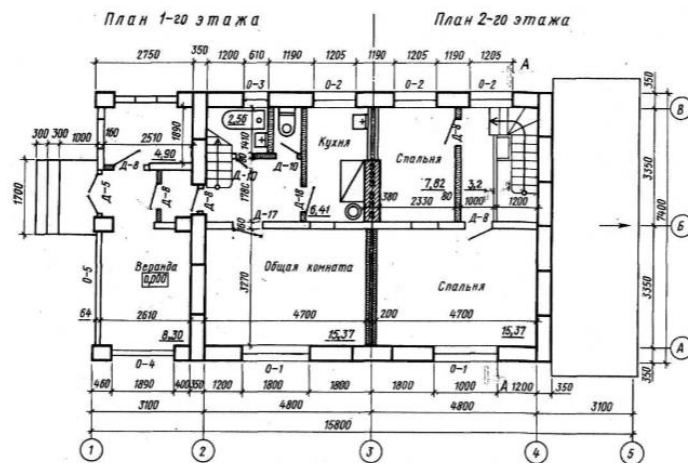 План 1-го этажа План 2-го этажа
2750 350 1200 610 1190 1205 1190 1205 1190 1205 А
О-3 О-2 О-2 О-2
350
В
300 300 1000 160 2510 1890 2,56 1410 Кухня Спальня Д-8
4,90 Д-8 Д-10 Д-10 3350 7400
1700 Д-5 Д-8 Д-8 1780 Д-18 6,41 380 7,82 3,2
2330 80 1000 1200
Д-17 Д-8 Б
О-5 Веранда 0,000 3270 Общая комната Спальня 3350
64 2610 4700 200 4700
8,30 15,37 15,37 А
О-4 О-1 О-1 350
460 1890 400 350 1200 1800 1800 1800 1000 А 1200 350
3100 4800 4800 3100
15800
1 2 3 4 5